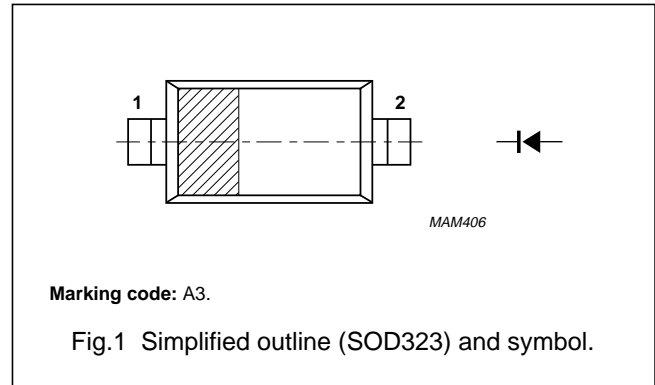 1 2
MAM406
Marking code: A3.
Fig.1 Simplified outline (SOD323) and symbol.